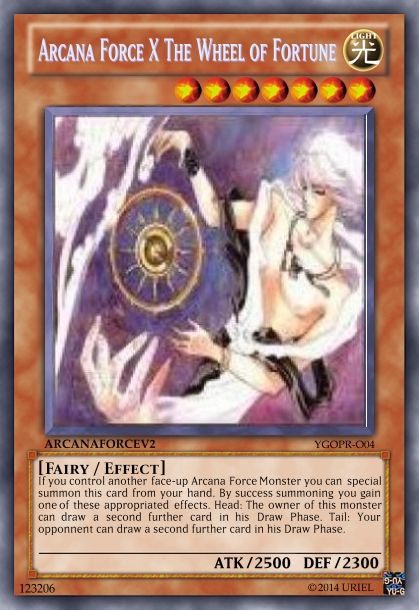 ARCANA FORCE X THE WHEEL OF FORTUNE
LIGHT
光
ARCANAFORCEV2 YGOPR-O04
[FAIRY / EFFECT]
If you control another face-up Arcana Force Monster you can special
summon this card from your hand. By success summoning you gain
one of these appropriated effects. Head: The owner of this monster
can draw a second further card in his Draw Phase. Tail: Your
opponnent can draw a second further card in his Draw Phase.
ATK/2500 DEF/2300
123206 ©2014 URIEL
YU-G